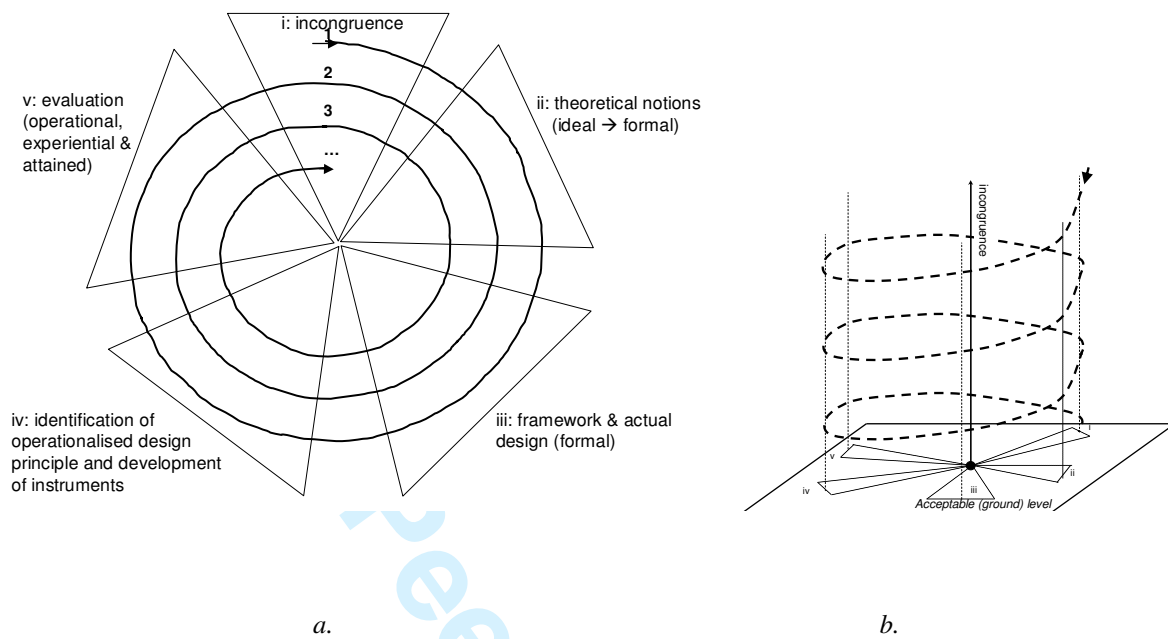 i: incongruence
1
2
3
...
v: evaluation
(operational,
experiential &
attained)
ii: theoretical notions
(ideal → formal)
iv: identification of
operationalised design
principle and development
of instruments
iii: framework & actual
design (formal)
a.
incongruence
i
v
ii
iv
iii
Acceptable (ground) level
b.
pee